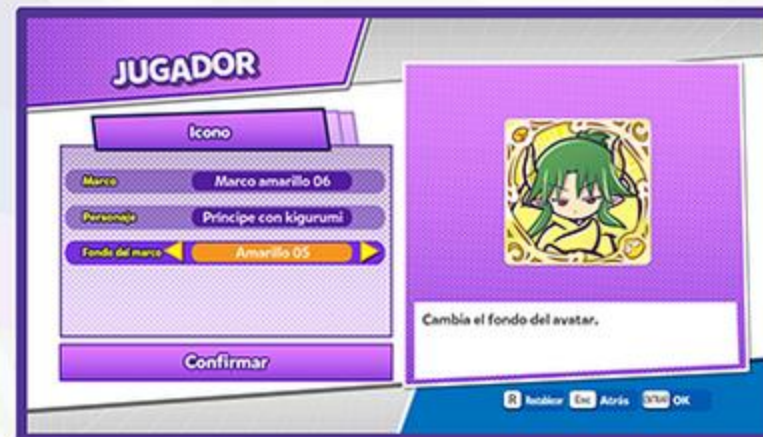 JUGADOR
Icono
Marco Marco amarillo 06
Personaje Príncipe con kigurumi
Fondo del marco Amarillo 05
Confirmar
Cambia el fondo del avatar.
R Restablecer Esc Atrás ENTRAR OK